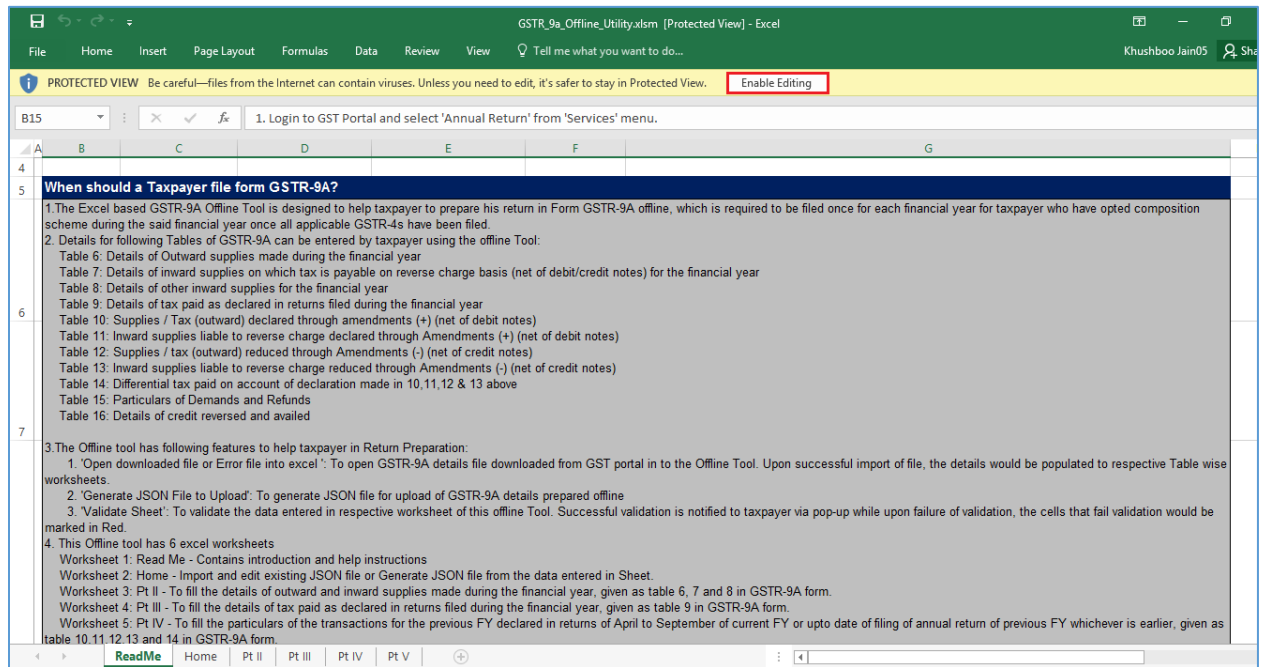 GSTR_9a_Offline_Utility.xlsm [Protected View] - Excel
File Home Insert Page Layout Formulas Data Review View Tell me what you want to do... Khushboo Jain05 Sha
PROTECTED VIEW Be careful—files from the Internet can contain viruses. Unless you need to edit, it's safer to stay in Protected View. Enable Editing
B15 fx 1. Login to GST Portal and select 'Annual Return' from 'Services' menu.
A B C D E F G
4
5 When should a Taxpayer file form GSTR-9A?
1.The Excel based GSTR-9A Offline Tool is designed to help taxpayer to prepare his return in Form GSTR-9A offline, which is required to be filed once for each financial year for taxpayer who have opted composition
scheme during the said financial year once all applicable GSTR-4s have been filed.
2. Details for following Tables of GSTR-9A can be entered by taxpayer using the offline Tool:
Table 6: Details of Outward supplies made during the financial year
Table 7: Details of inward supplies on which tax is payable on reverse charge basis (net of debit/credit notes) for the financial year
Table 8: Details of other inward supplies for the financial year
Table 9: Details of tax paid as declared in returns filed during the financial year
6
Table 10: Supplies / Tax (outward) declared through amendments (+) (net of debit notes)
Table 11: Inward supplies liable to reverse charge declared through Amendments (+) (net of debit notes)
Table 12: Supplies / tax (outward) reduced through Amendments (-) (net of credit notes)
Table 13: Inward supplies liable to reverse charge reduced through Amendments (-) (net of credit notes)
Table 14: Differential tax paid on account of declaration made in 10,11,12 & 13 above
Table 15: Particulars of Demands and Refunds
Table 16: Details of credit reversed and availed
7
3.The Offline tool has following features to help taxpayer in Return Preparation:
1. 'Open downloaded file or Error file into excel ': To open GSTR-9A details file downloaded from GST portal in to the Offline Tool. Upon successful import of file, the details would be populated to respective Table wise
worksheets.
2. 'Generate JSON File to Upload': To generate JSON file for upload of GSTR-9A details prepared offline
3. 'Validate Sheet': To validate the data entered in respective worksheet of this offline Tool. Successful validation is notified to taxpayer via pop-up while upon failure of validation, the cells that fail validation would be
marked in Red.
4. This Offline tool has 6 excel worksheets
Worksheet 1: Read Me - Contains introduction and help instructions
Worksheet 2: Home - Import and edit existing JSON file or Generate JSON file from the data entered in Sheet.
Worksheet 3: Pt II - To fill the details of outward and inward supplies made during the financial year, given as table 6, 7 and 8 in GSTR-9A form.
Worksheet 4: Pt III - To fill the details of tax paid as declared in returns filed during the financial year, given as table 9 in GSTR-9A form.
Worksheet 5: Pt IV - To fill the particulars of the transactions for the previous FY declared in returns of April to September of current FY or upto date of filing of annual return of previous FY whichever is earlier, given as
table 10,11,12,13 and 14 in GSTR-9A form.
ReadMe Home Pt II Pt III Pt IV Pt V